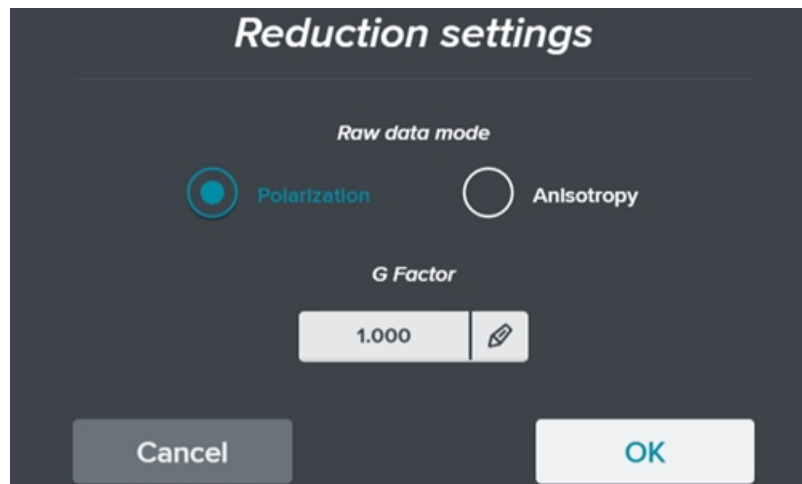 Reduction settings
Raw data mode
Polarization Anisotropy
G Factor
1.000
Cancel OK